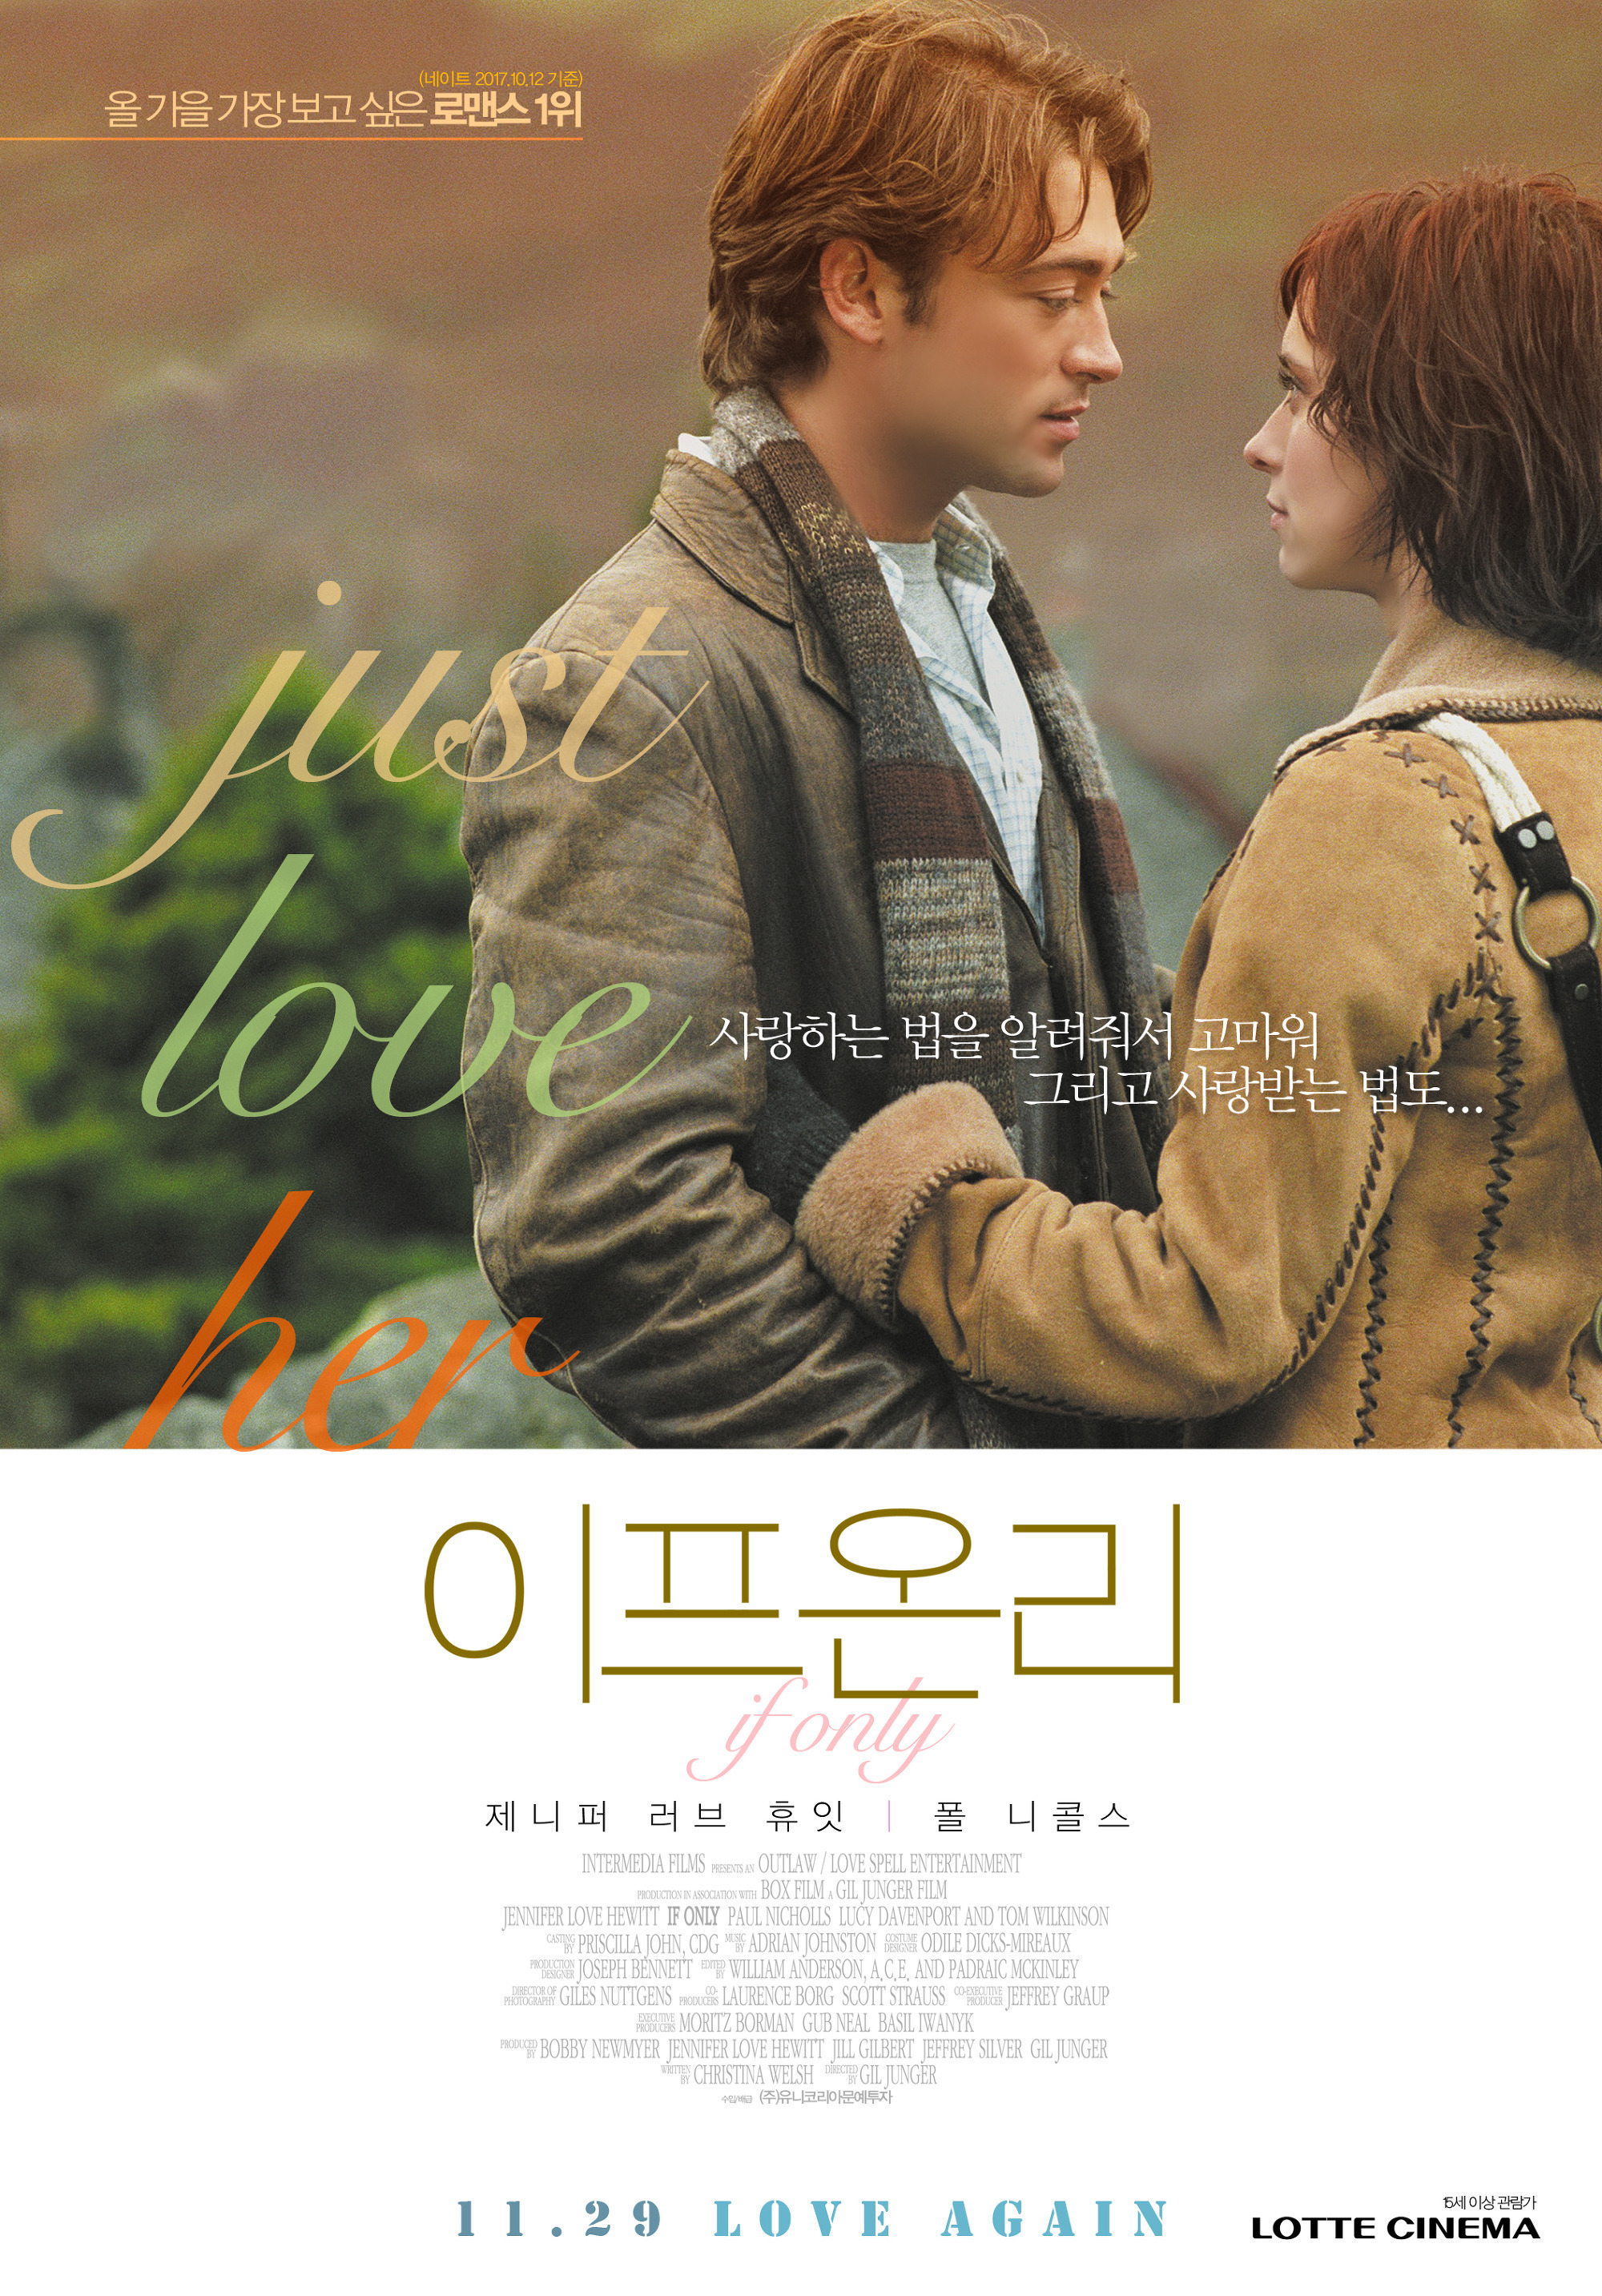 (네이트 2017.10.12 기준)
올 가을 가장 보고 싶은 로맨스 1위
just
love
her
사랑하는 법을 알려줘서 고마워
그리고 사랑받는 법도...
이프온리
if only
제니퍼 러브 휴잇 | 폴 니콜스
INTERMEDIA FILMS PRESENTS AN OUTLAW / LOVE SPELL ENTERTAINMENT
PRODUCTION IN ASSOCIATION WITH BOX FILM A GIL JUNGER FILM
JENNIFER LOVE HEWITT IF ONLY PAUL NICHOLLS LUCY DAVENPORT AND TOM WILKINSON
CASTING BY PRISCILLA JOHN, CDG MUSIC BY ADRIAN JOHNSTON COSTUME DESIGNER ODILE DICKS-MIREAUX
PRODUCTION DESIGNER JOSEPH BENNETT EDITED BY WILLIAM ANDERSON, A.C.E. AND PADRAIC MCKINLEY
DIRECTOR OF PHOTOGRAPHY GILES NUTTGENS CO-PRODUCERS LAURENCE BORG SCOTT STRAUSS CO-EXECUTIVE PRODUCER JEFFREY GRAUP
EXECUTIVE PRODUCERS MORITZ BORMAN GUB NEAL BASIL IWANYK
PRODUCED BY BOBBY NEWMYER JENNIFER LOVE HEWITT JILL GILBERT JEFFREY SILVER GIL JUNGER
WRITTEN BY CHRISTINA WELSH DIRECTED BY GIL JUNGER
수입/배급 (주)유니코리아문예투자
11.29 LOVE AGAIN
15세 이상 관람가
LOTTE CINEMA